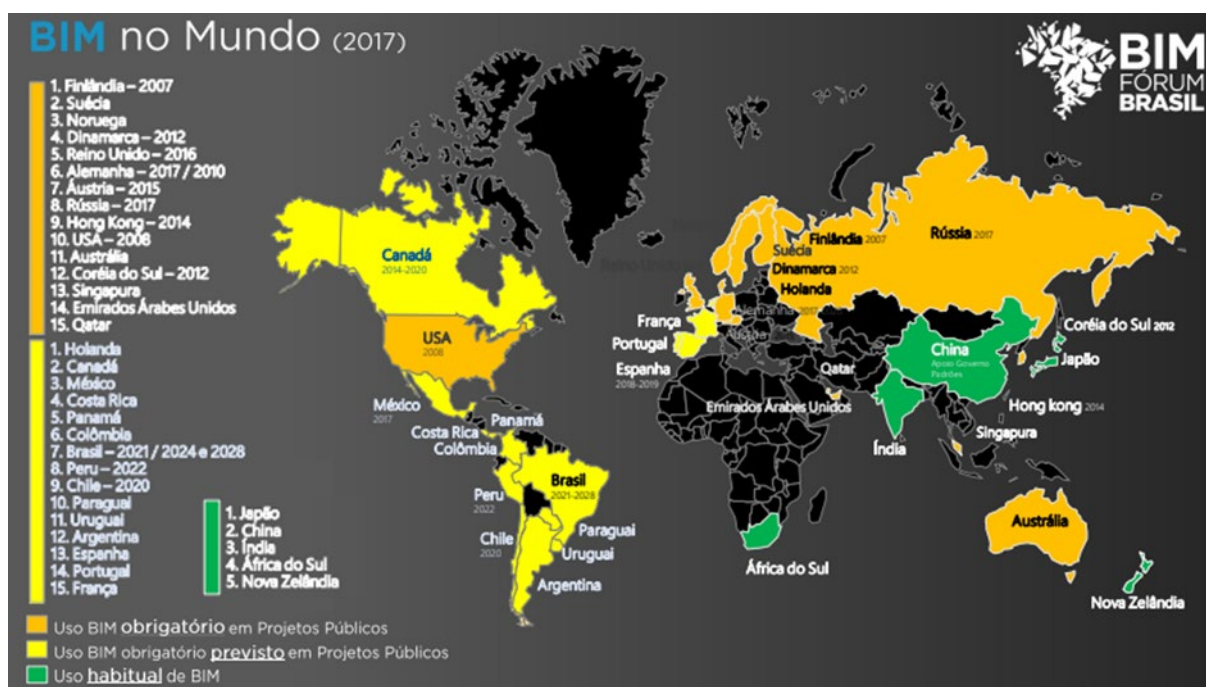 BIM no Mundo (2017)
BIM
FÓRUM
BRASIL
1. Finlândia – 2007
2. Suécia
3. Noruega
4. Dinamarca – 2012
5. Reino Unido – 2016
6. Alemanha – 2017 / 2010
7. Áustria – 2015
8. Rússia – 2017
9. Hong Kong – 2014
10. USA – 2008
11. Austrália
12. Coréia do Sul – 2012
13. Singapura
14. Emirados Árabes Unidos
15. Qatar
1. Holanda
2. Canadá
3. México
4. Costa Rica
5. Panamá
6. Colômbia
7. Brasil – 2021 / 2024 e 2028
8. Peru – 2022
9. Chile – 2020
10. Paraguai
11. Uruguai
12. Argentina
13. Espanha
14. Portugal
15. França
1. Japão
2. China
3. Índia
4. África do Sul
5. Nova Zelândia
Uso BIM obrigatório em Projetos Públicos
Uso BIM obrigatório previsto em Projetos Públicos
Uso habitual de BIM
Canadá
2014-2020
USA
2008
México
2017
Panamá
Costa Rica
Colômbia
Brasil
2021-2028
Peru
2022
Chile
2020
Paraguai
Uruguai
Argentina
Reino Unido
Finlândia 2007
Suécia
Dinamarca 2012
Holanda
Alemanha 2017
França
Portugal
Espanha
2018-2019
Rússia 2017
Qatar
Emirados Árabes Unidos
China
Apoio Governo
Padrões
Coréia do Sul 2012
Japão
Hong kong 2014
Singapura
Índia
África do Sul
Austrália
Nova Zelândia